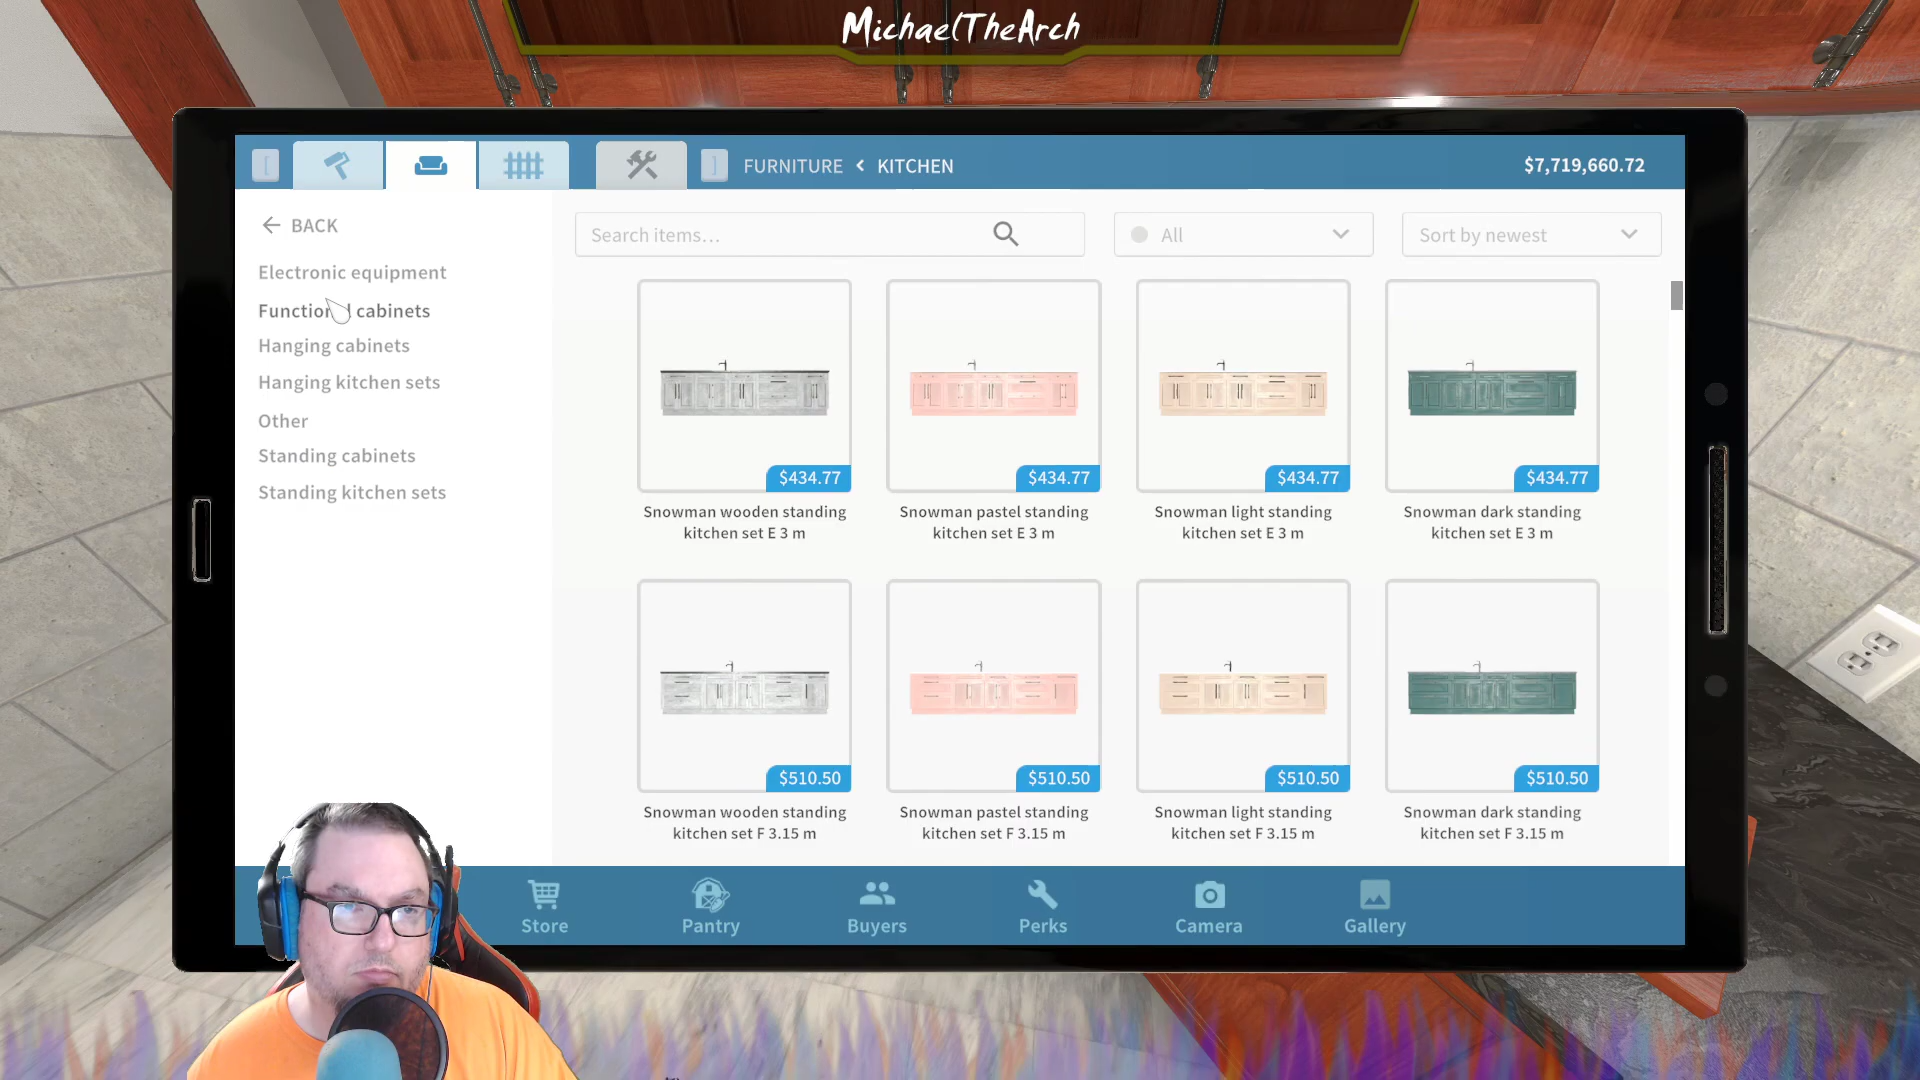 MichaelTheArch
[
]
FURNITURE < KITCHEN
$7,719,660.72
← BACK
Electronic equipment
cabinets
Hanging cabinets
Hanging kitchen sets
Other
Standing cabinets
Standing kitchen sets
Search items...
All
Sort by newest
$434.77
$434.77
$434.77
$434.77
Snowman wooden standing
kitchen set E 3 m
Snowman pastel standing
kitchen set E 3 m
Snowman light standing
kitchen set E 3 m
Snowman dark standing
kitchen set E 3 m
$510.50
$510.50
$510.50
$510.50
Snowman wooden standing
kitchen set F 3.15 m
Snowman pastel standing
kitchen set F 3.15 m
Snowman light standing
kitchen set F 3.15 m
Snowman dark standing
kitchen set F 3.15 m
Store
Pantry
Buyers
Perks
Camera
Gallery